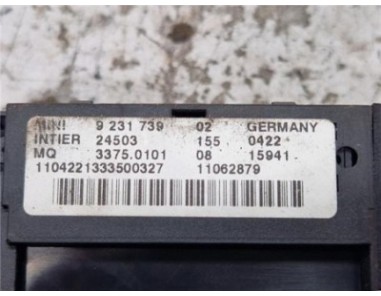 MINI 9 231 739 02 GERMANY
INTIER 24503 155 0422
MQ 3375.0101 08 15941
1104221333500327 11062879